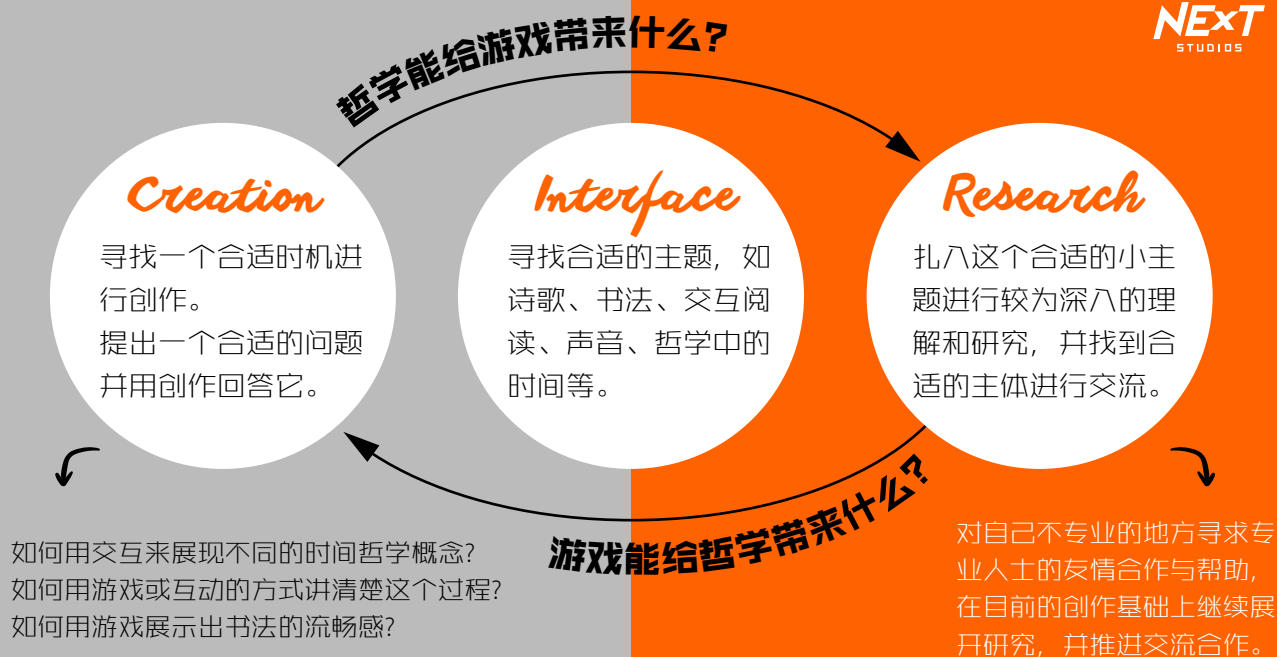 NExT
STUDIOS
哲学能给游戏带来什么?
Creation
寻找一个合适时机进
行创作。
提出一个合适的问题
并用创作回答它。
Interface
寻找合适的主题，如
诗歌、书法、交互阅
读、声音、哲学中的
时间等。
Research
扎入这个合适的小主
题进行较为深入的理
解和研究，并找到合
适的主体进行交流。
游戏能给哲学带来什么?
如何用交互来展现不同的时间哲学概念?
如何用游戏或互动的方式讲清楚这个过程?
如何用游戏展示出书法的流畅感?
对自己不专业的地方寻求专
业人士的友情合作与帮助，
在目前的创作基础上继续展
开研究，并推进交流合作。